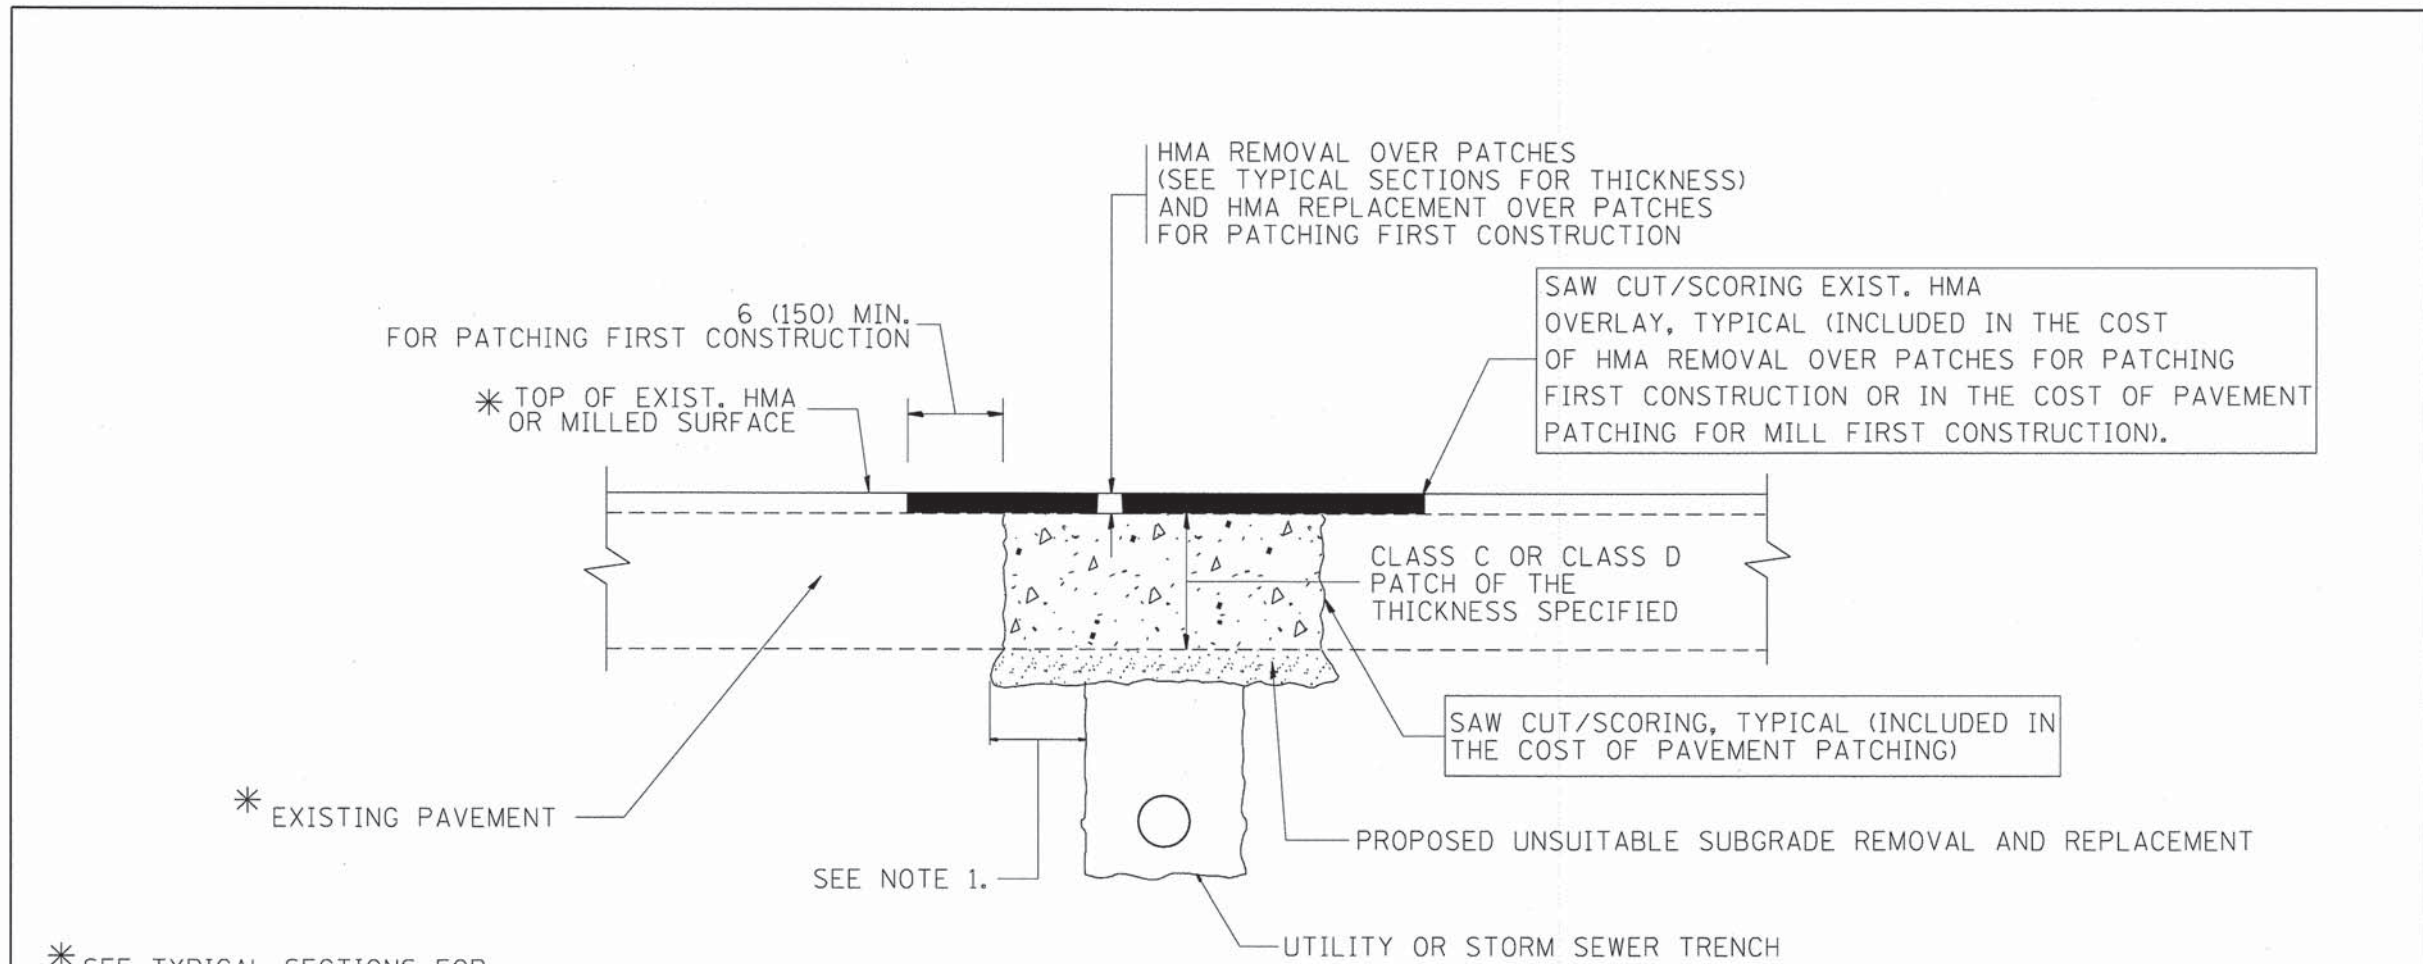 HMA REMOVAL OVER PATCHES
(SEE TYPICAL SECTIONS FOR THICKNESS)
AND HMA REPLACEMENT OVER PATCHES
FOR PATCHING FIRST CONSTRUCTION
6 (150) MIN.
FOR PATCHING FIRST CONSTRUCTION
* TOP OF EXIST. HMA
OR MILLED SURFACE
SAW CUT/SCORING EXIST. HMA
OVERLAY, TYPICAL (INCLUDED IN THE COST
OF HMA REMOVAL OVER PATCHES FOR PATCHING
FIRST CONSTRUCTION OR IN THE COST OF PAVEMENT
PATCHING FOR MILL FIRST CONSTRUCTION).
CLASS C OR CLASS D
PATCH OF THE
THICKNESS SPECIFIED
SAW CUT/SCORING, TYPICAL (INCLUDED IN
THE COST OF PAVEMENT PATCHING)
* EXISTING PAVEMENT
PROPOSED UNSUITABLE SUBGRADE REMOVAL AND REPLACEMENT
SEE NOTE 1.
UTILITY OR STORM SEWER TRENCH
* SEE TYPICAL SECTIONS FOR